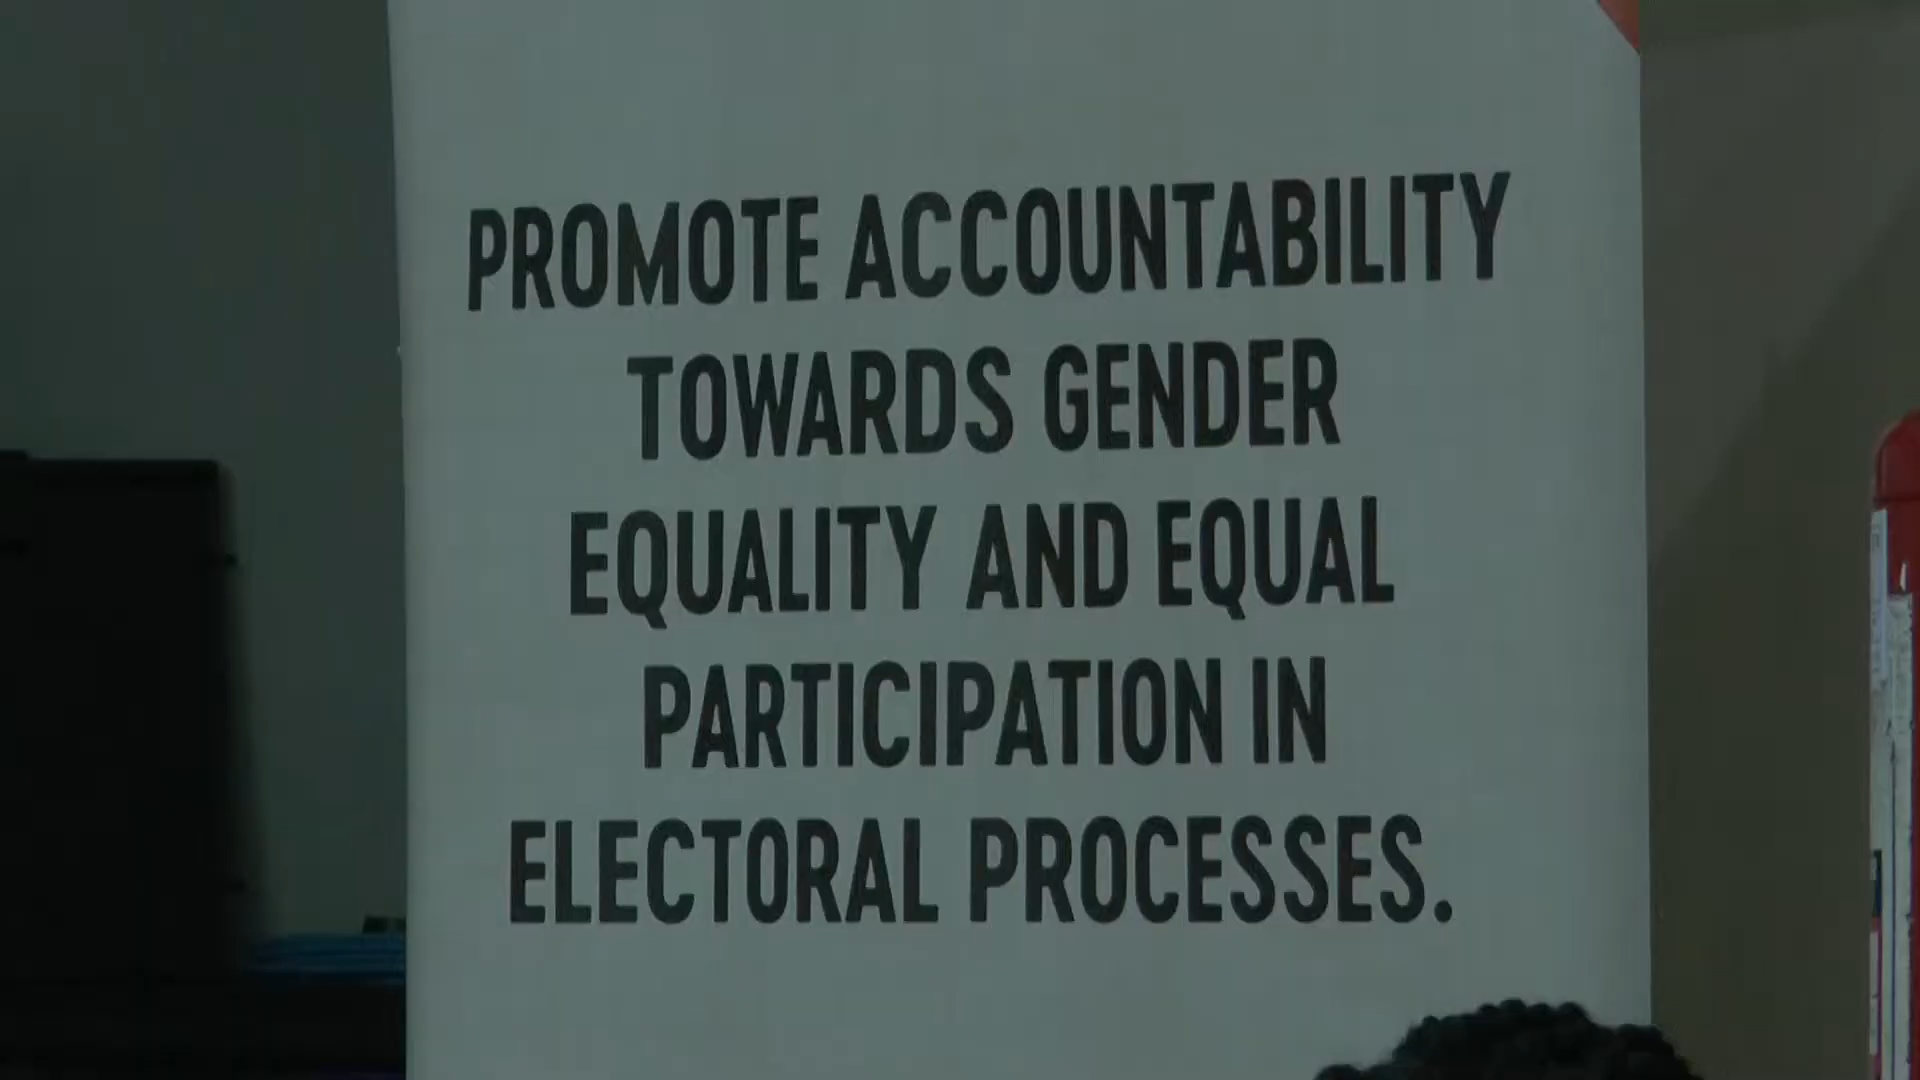 PROMOTE ACCOUNTABILITY
TOWARDS GENDER
EQUALITY AND EQUAL
PARTICIPATION IN
ELECTORAL PROCESSES.